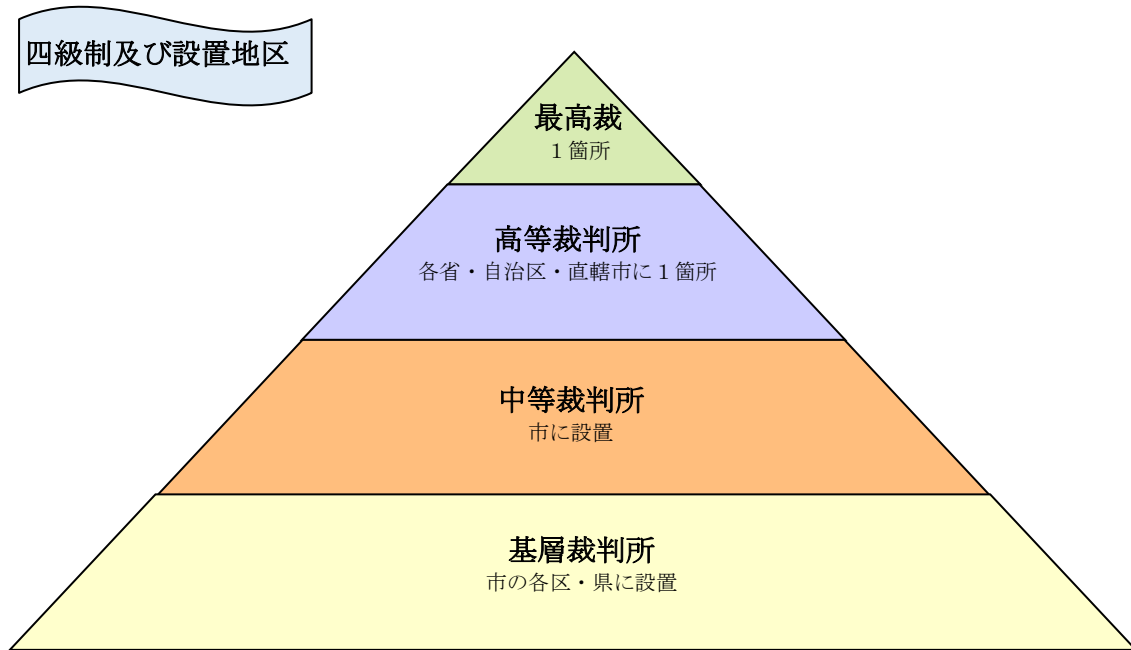 四級制及び設置地区
最高裁
１箇所
高等裁判所
各省・自治区・直轄市に１箇所
中等裁判所
市に設置
基層裁判所
市の各区・県に設置